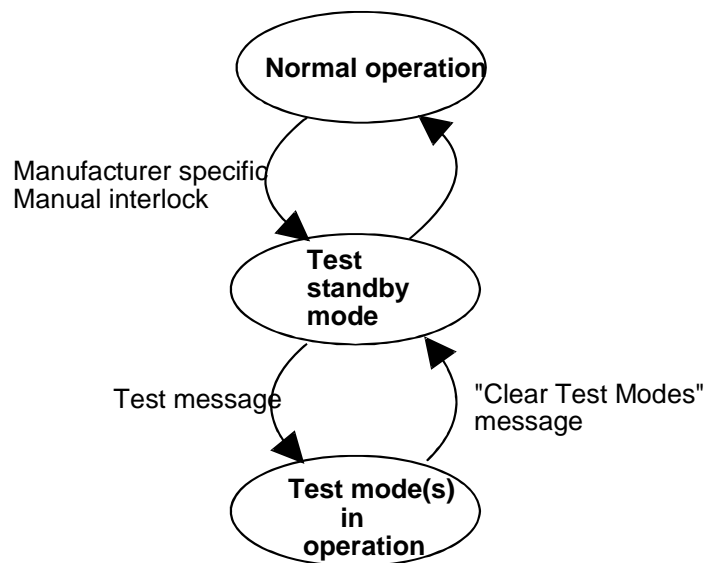 Normal operation
Manufacturer specific
Manual interlock
Test
standby
mode
Test message
"Clear Test Modes"
message
Test mode(s)
in
operation